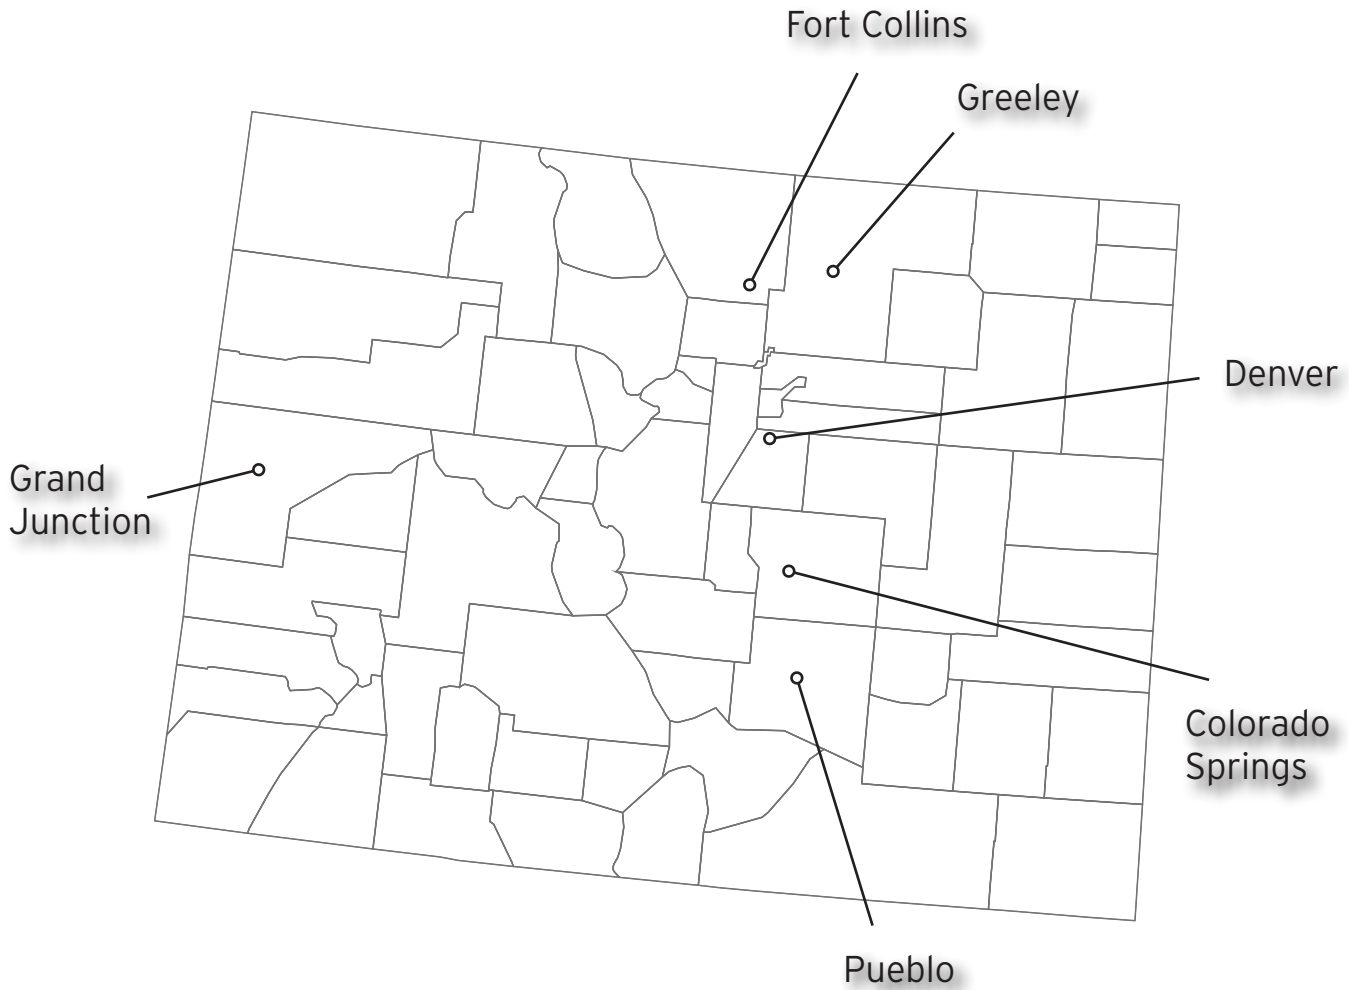 Fort Collins
Greeley
Denver
Grand
Junction
Colorado
Springs
Pueblo